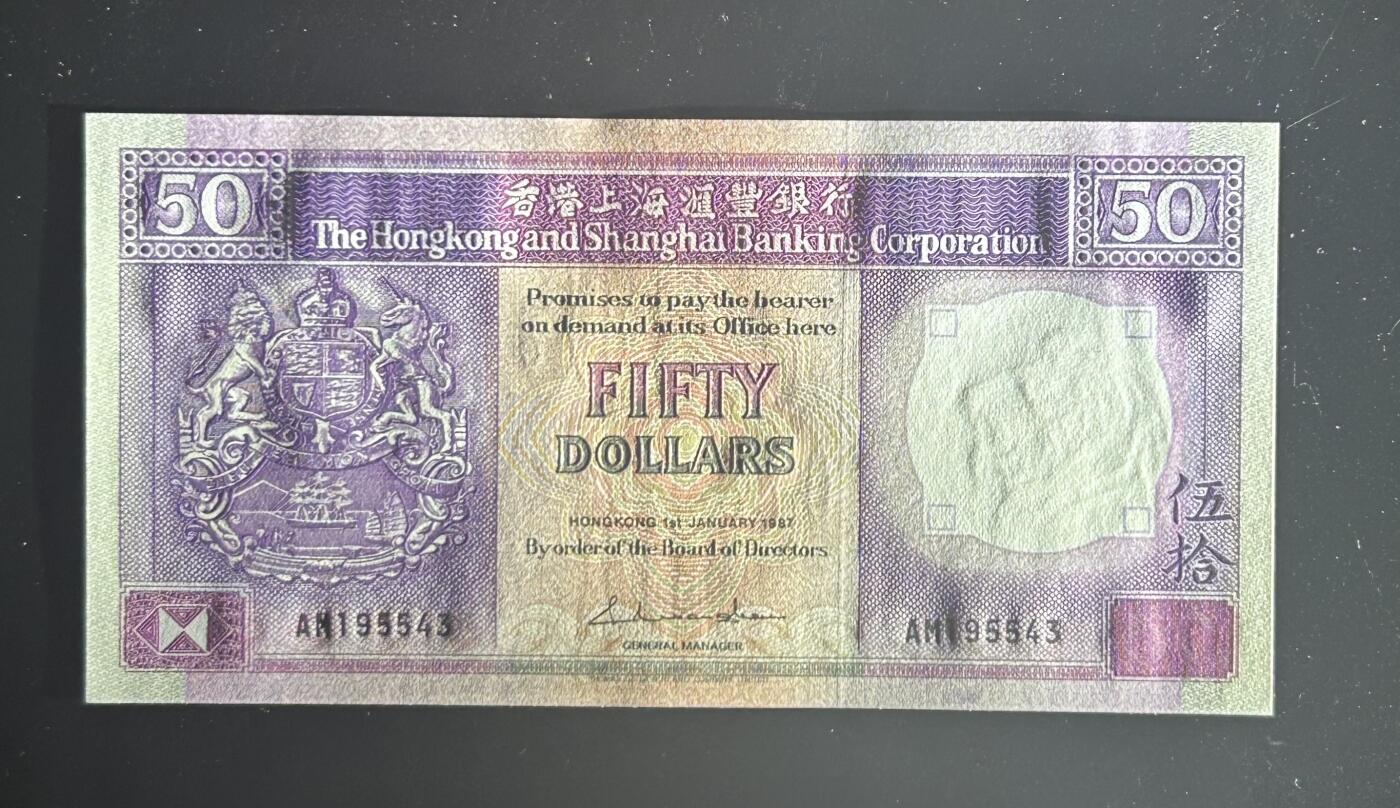 50
香港上海滙豐銀行
50
The Hongkong and Shanghai Banking Corporation
Promises to pay the bearer
on demand at its Office here
FIFTY
DOLLARS
HONGKONG 1st JANUARY 1987
By order of the Board of Directors
GENERAL MANAGER
AM195543
AM195543
伍拾